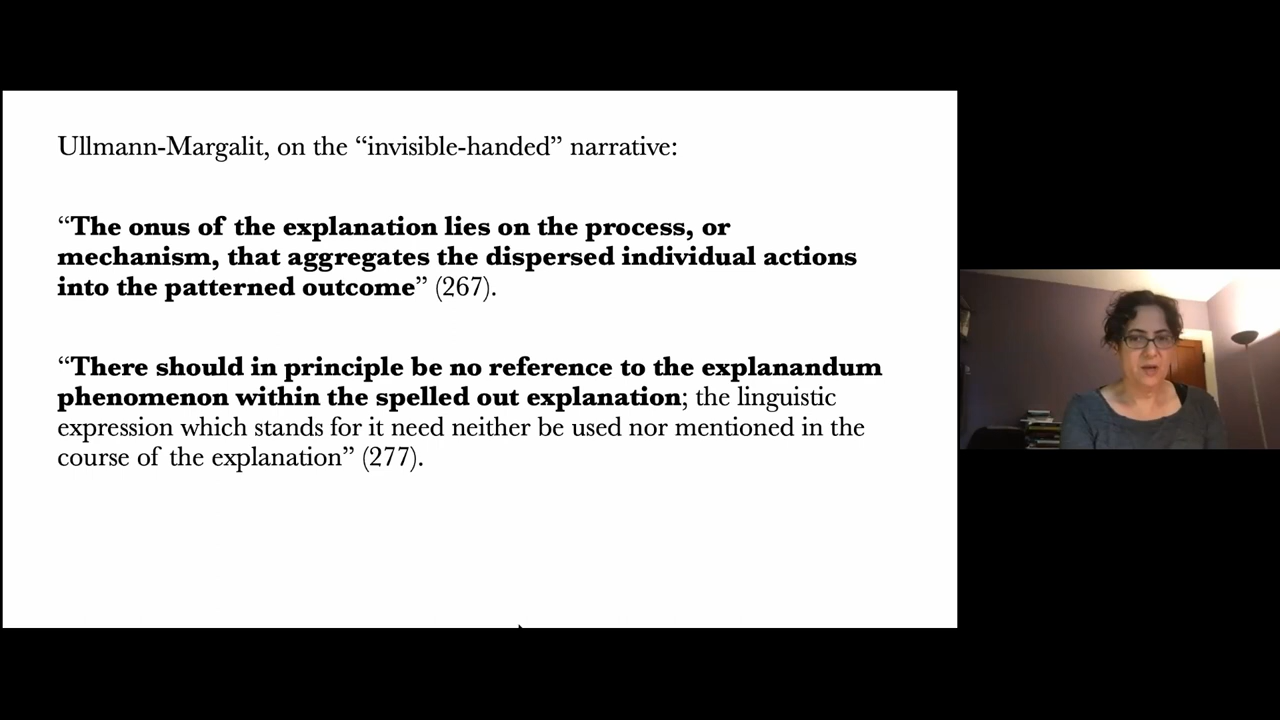 Ullmann-Margalit, on the “invisible-handed” narrative:
“The onus of the explanation lies on the process, or
mechanism, that aggregates the dispersed individual actions
into the patterned outcome” (267).
“There should in principle be no reference to the explanandum
phenomenon within the spelled out explanation; the linguistic
expression which stands for it need neither be used nor mentioned in the
course of the explanation” (277).